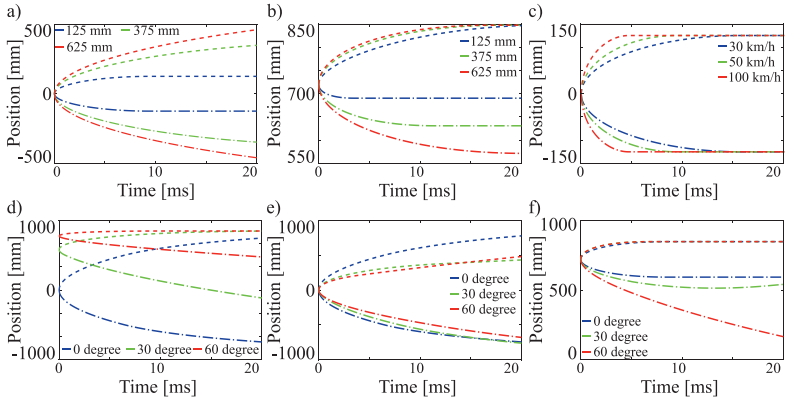 a)
500
125 mm 375 mm
625 mm
Position [mm]
0
-500
0 10 20
Time [ms]
b)
850
125 mm
375 mm
625 mm
Position [mm]
700
550
0 10 20
Time [ms]
c)
150
30 km/h
50 km/h
100 km/h
Position [mm]
0
-150
0 10 20
Time [ms]
d)
1000
Position [mm]
0
-1000
0 degree 30 degree 60 degree
0 10 20
Time [ms]
e)
1000
Position [mm]
0
0 degree
30 degree
60 degree
-1000
0 10 20
Time [ms]
f)
1000
Position [mm]
500
0 degree
30 degree
60 degree
0
0 10 20
Time [ms]